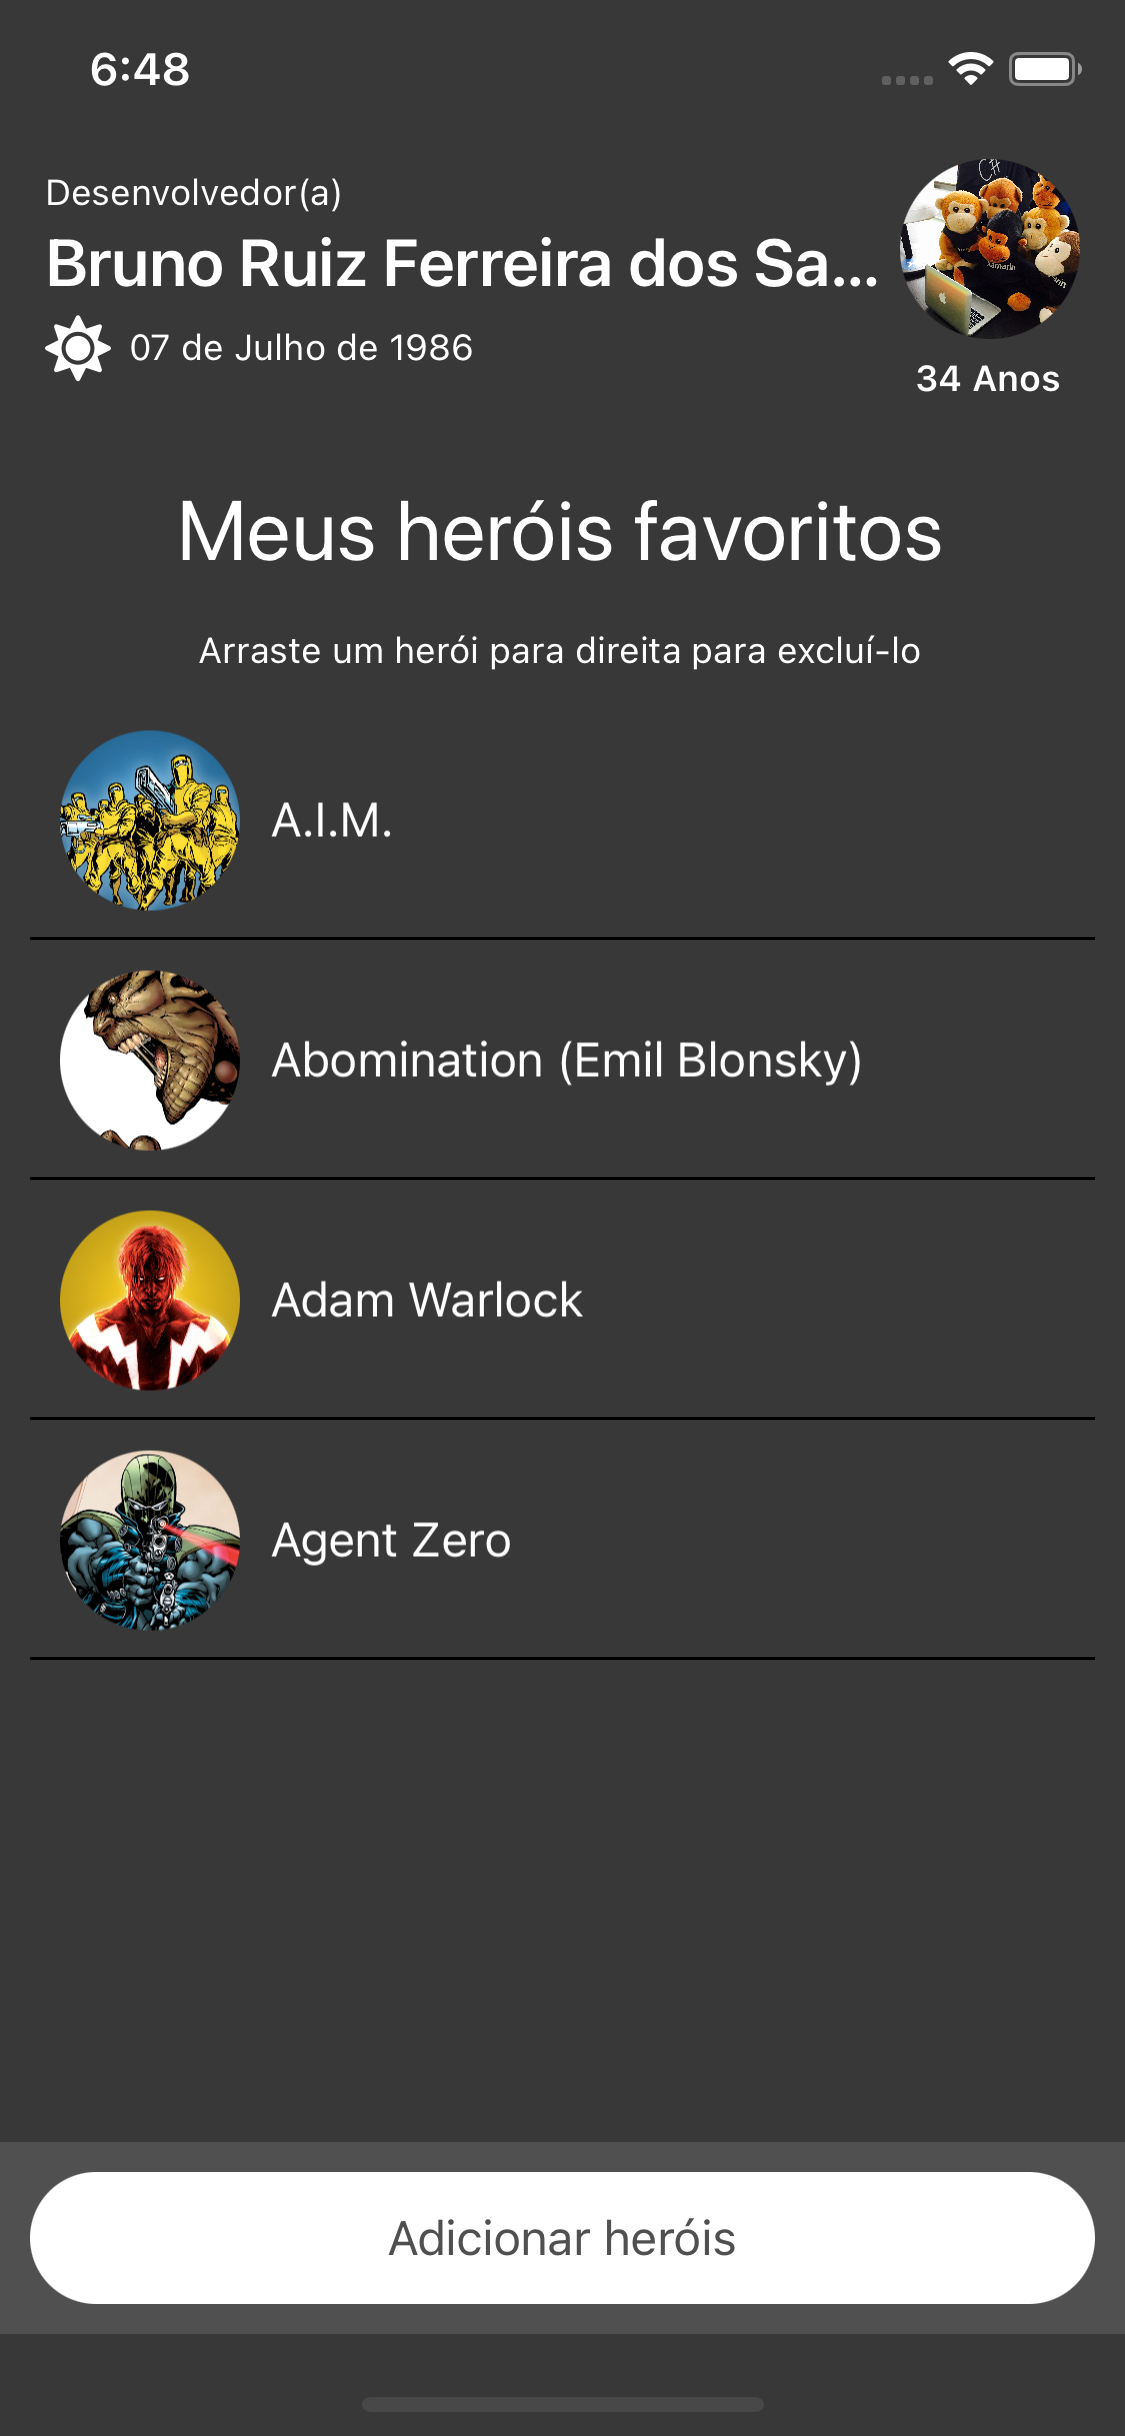 6:48
Desenvolvedor(a)
Bruno Ruiz Ferreira dos Sa...
07 de Julho de 1986
C#
Xamarin
34 Anos
Meus heróis favoritos
Arraste um herói para direita para excluí-lo
A.I.M.
Abomination (Emil Blonsky)
Adam Warlock
Agent Zero
Adicionar heróis